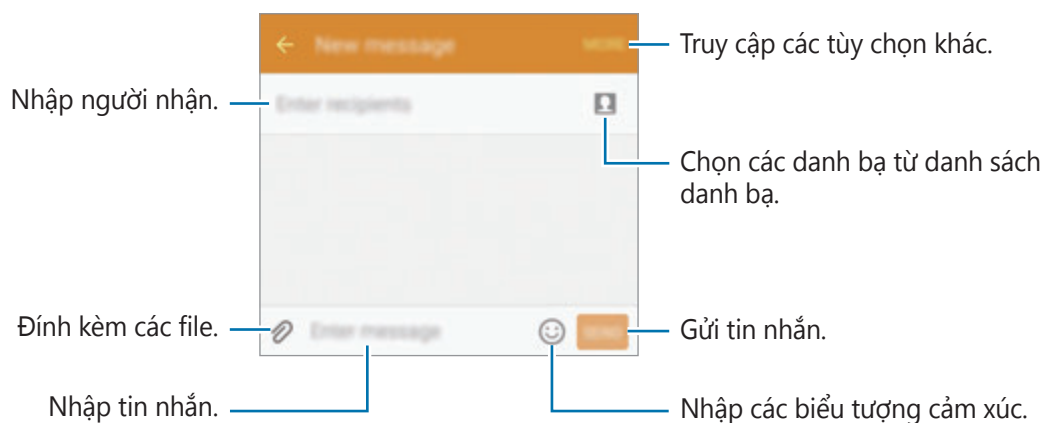 New message
MORE
Truy cập các tùy chọn khác.
Nhập người nhận.
Enter recipients
Chọn các danh bạ từ danh sách
danh bạ.
Đính kèm các file.
Enter message
SEND
Gửi tin nhắn.
Nhập tin nhắn.
Nhập các biểu tượng cảm xúc.